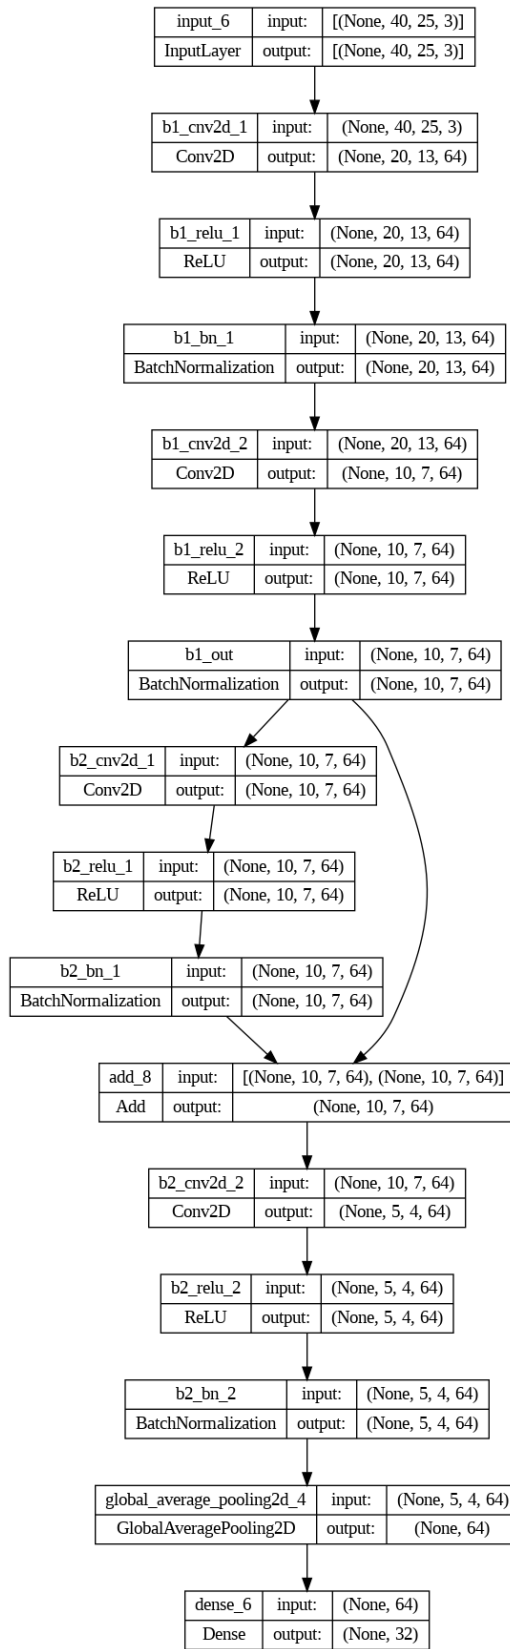 input_6 input: [(None, 40, 25, 3)]
InputLayer output: [(None, 40, 25, 3)]
b1_cnv2d_1 input: (None, 40, 25, 3)
Conv2D output: (None, 20, 13, 64)
b1_relu_1 input: (None, 20, 13, 64)
ReLU output: (None, 20, 13, 64)
b1_bn_1 input: (None, 20, 13, 64)
BatchNormalization output: (None, 20, 13, 64)
b1_cnv2d_2 input: (None, 20, 13, 64)
Conv2D output: (None, 10, 7, 64)
b1_relu_2 input: (None, 10, 7, 64)
ReLU output: (None, 10, 7, 64)
b1_out input: (None, 10, 7, 64)
BatchNormalization output: (None, 10, 7, 64)
b2_cnv2d_1 input: (None, 10, 7, 64)
Conv2D output: (None, 10, 7, 64)
b2_relu_1 input: (None, 10, 7, 64)
ReLU output: (None, 10, 7, 64)
b2_bn_1 input: (None, 10, 7, 64)
BatchNormalization output: (None, 10, 7, 64)
add_8 input: [(None, 10, 7, 64), (None, 10, 7, 64)]
Add output: (None, 10, 7, 64)
b2_cnv2d_2 input: (None, 10, 7, 64)
Conv2D output: (None, 5, 4, 64)
b2_relu_2 input: (None, 5, 4, 64)
ReLU output: (None, 5, 4, 64)
b2_bn_2 input: (None, 5, 4, 64)
BatchNormalization output: (None, 5, 4, 64)
global_average_pooling2d_4 input: (None, 5, 4, 64)
GlobalAveragePooling2D output: (None, 64)
dense_6 input: (None, 64)
Dense output: (None, 32)